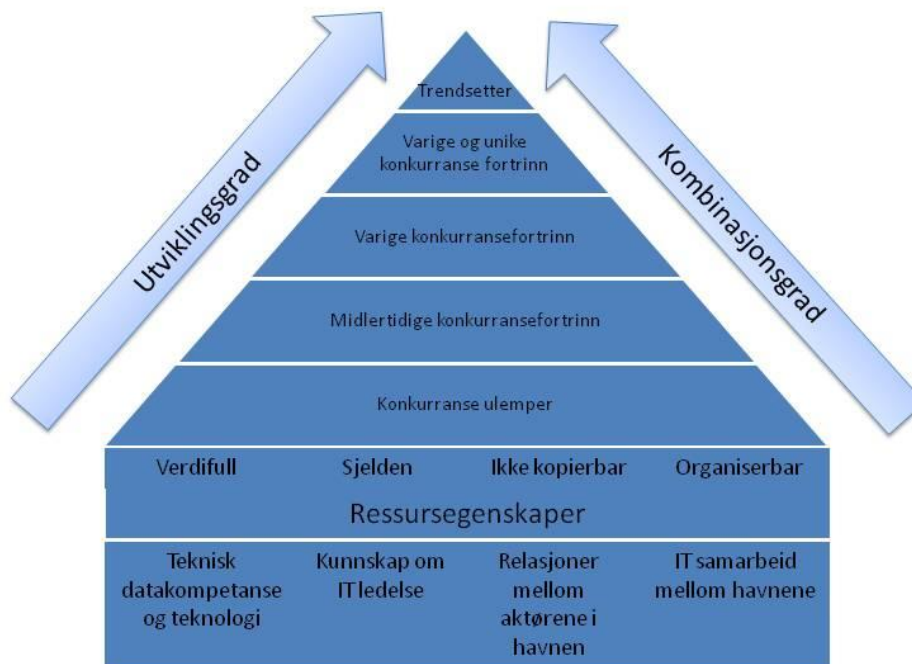 Utviklingsgrad
Kombinasjonsgrad
Trendsetter
Varige og unike
konkurranse fortrinn
Varige konkurransefortrinn
Midlertidige konkurransefortrinn
Konkurranse ulemper
Verdifull
Sjelden
Ikke kopierbar
Organiserbar
Ressursegenskaper
Teknisk
datakompetanse
og teknologi
Kunnskap om
IT ledelse
Relasjoner
mellom
aktørene i
havnen
IT samarbeid
mellom havnene